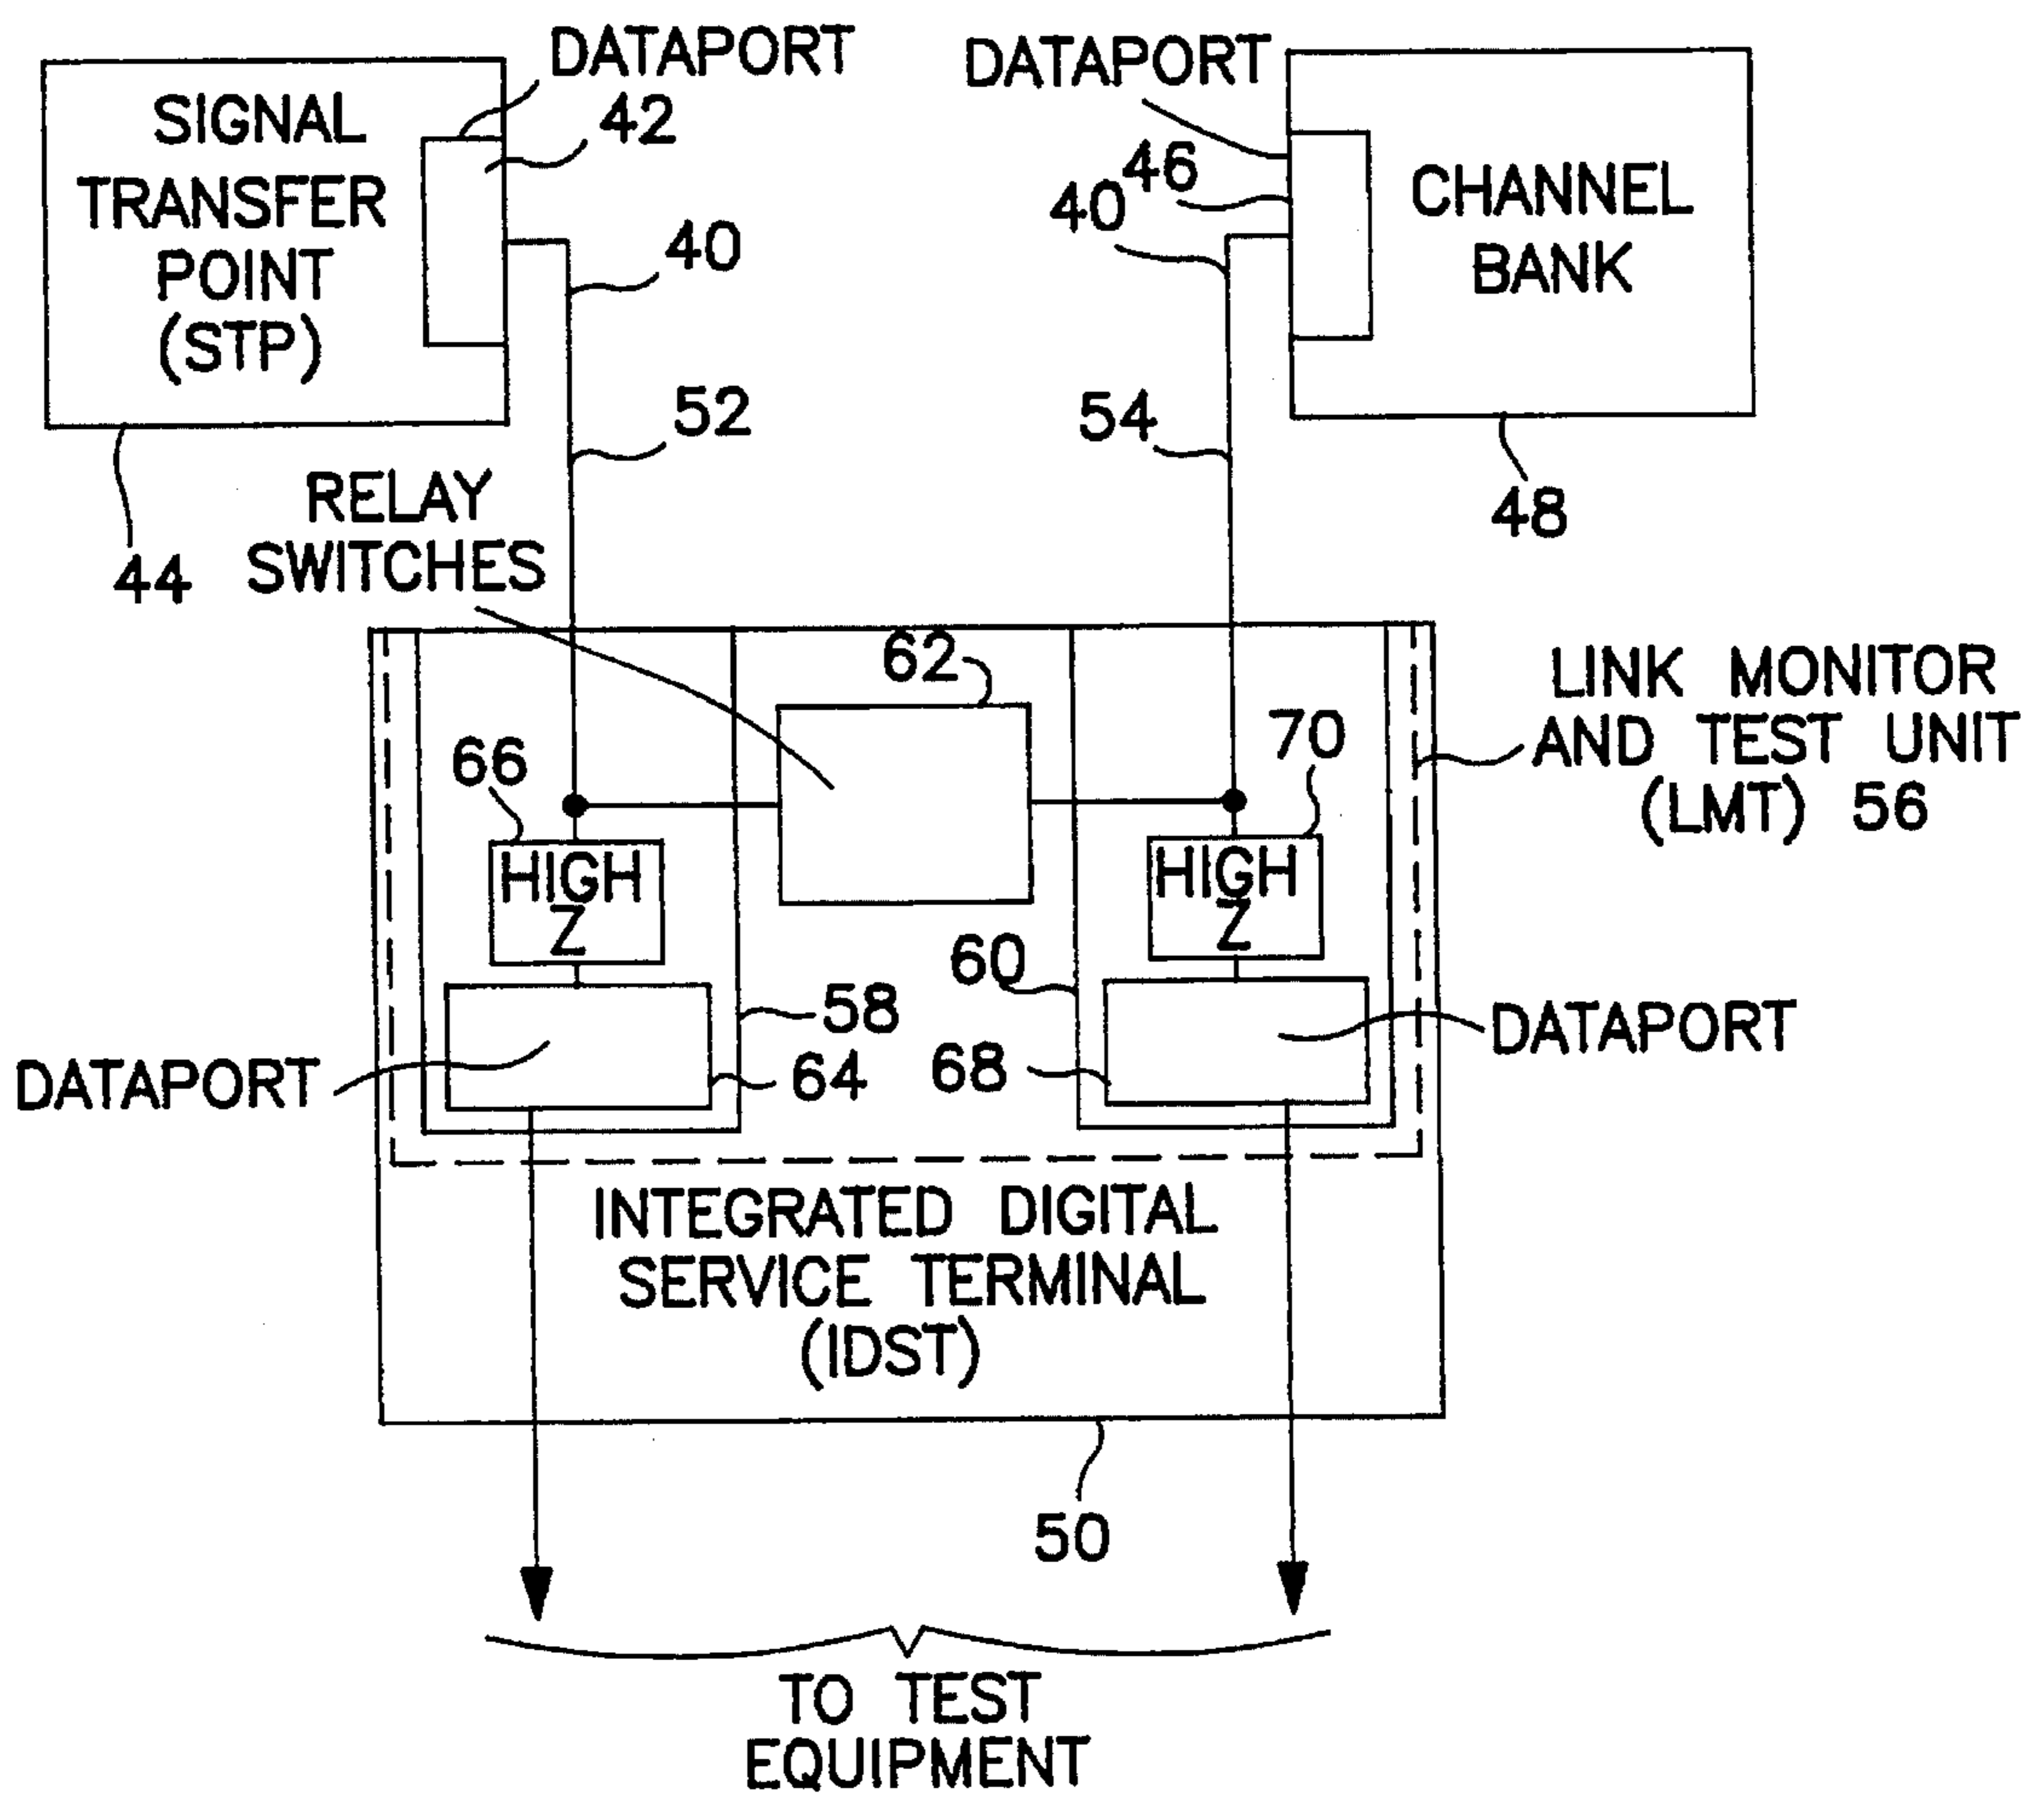 DATAPORT
42
SIGNAL
TRANSFER
POINT
(STP)
40
52
44
DATAPORT
46
40
CHANNEL
BANK
54
48
RELAY
SWITCHES
62
66
70
LINK MONITOR
AND TEST UNIT
(LMT) 56
HIGH
Z
HIGH
Z
60
58
64
68
DATAPORT
DATAPORT
INTEGRATED DIGITAL
SERVICE TERMINAL
(IDST)
50
TO TEST
EQUIPMENT